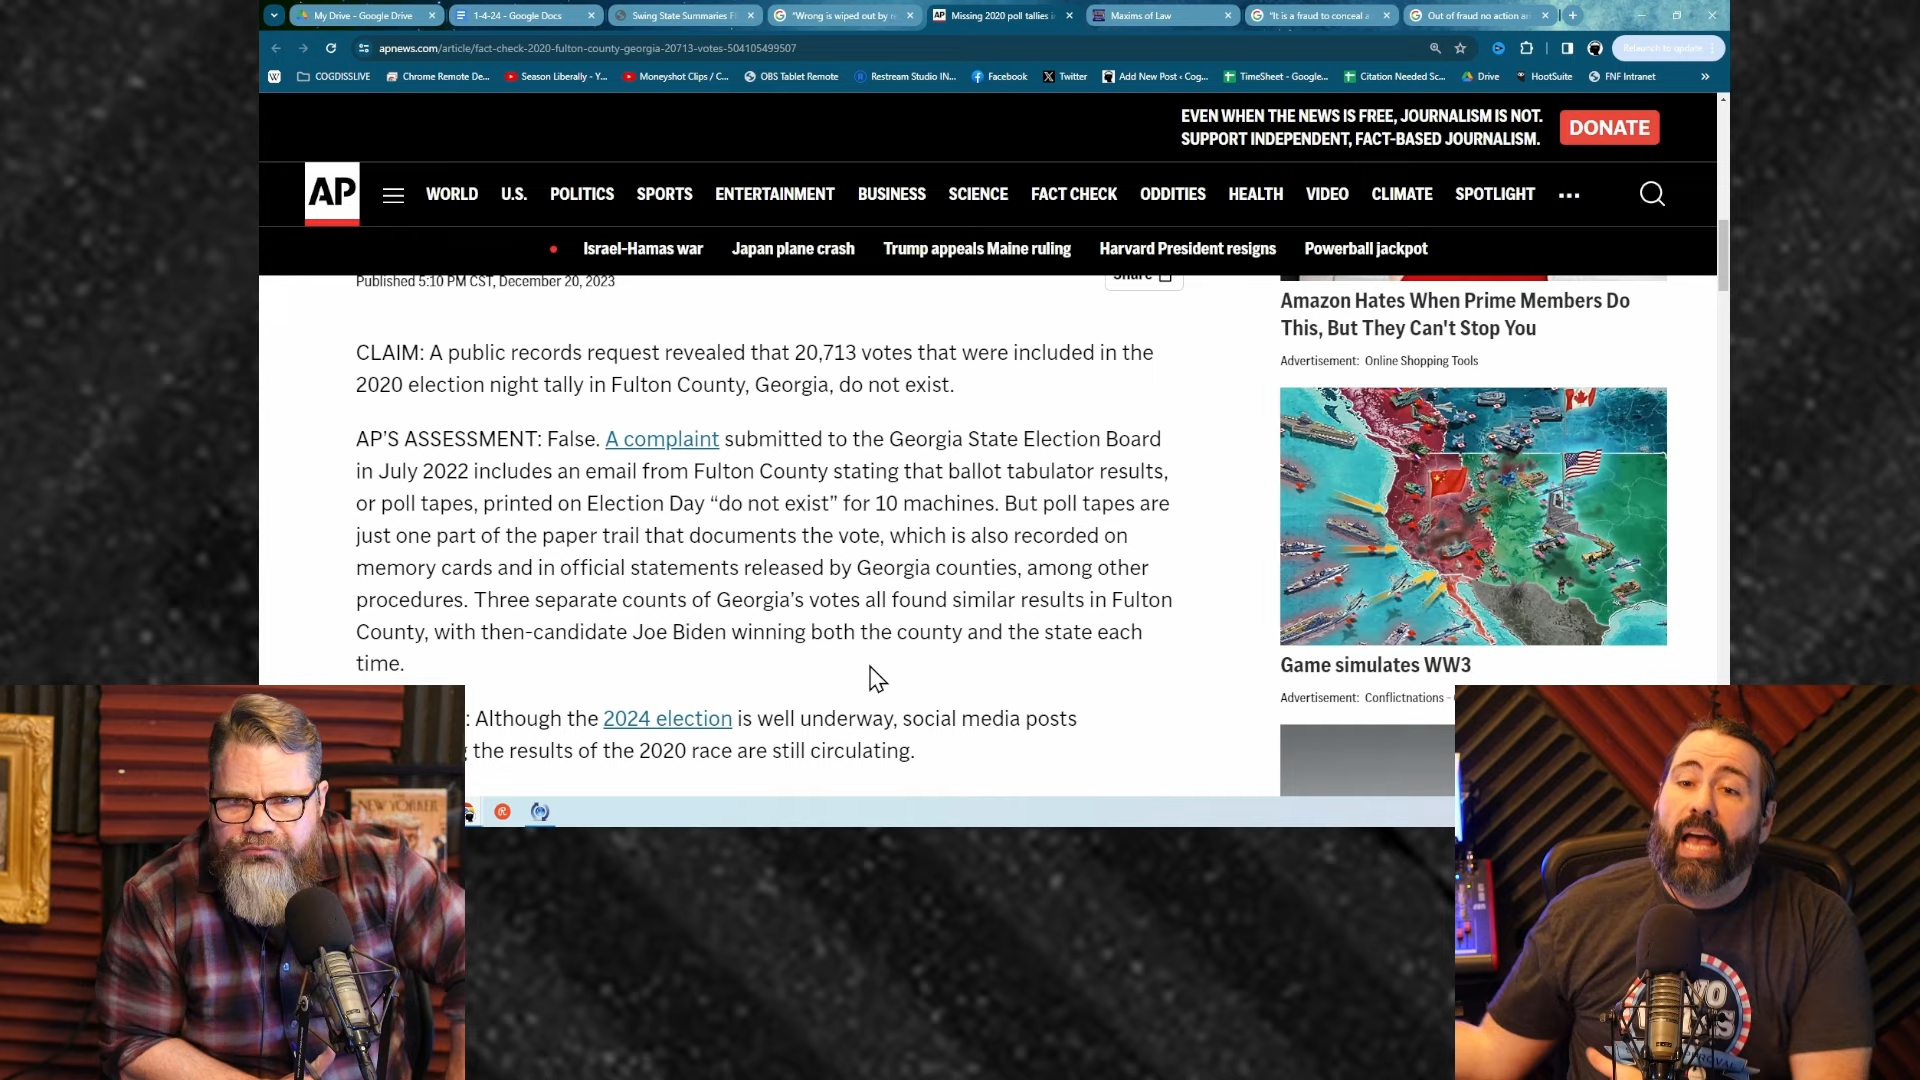 My Drive - Google Drive
1-4-24 - Google Docs
Swing State Summaries F
"Wrong is wiped out by r
Missing 2020 poll tallies i
Maxims of Law
"It is a fraud to conceal a
Out of fraud no action a
apnews.com/article/fact-check-2020-fulton-county-georgia-20713-votes-504105499507
Relaunch to update
COGDISSLIVE
Chrome Remote De...
Season Liberally - Y...
Moneyshot Clips / C...
OBS Tablet Remote
Restream Studio IN...
Facebook
Twitter
Add New Post ‹ Cog...
TimeSheet - Google...
Citation Needed Sc...
Drive
HootSuite
FNF Intranet
EVEN WHEN THE NEWS IS FREE, JOURNALISM IS NOT.
SUPPORT INDEPENDENT, FACT-BASED JOURNALISM.
DONATE
AP
WORLD
U.S.
POLITICS
SPORTS
ENTERTAINMENT
BUSINESS
SCIENCE
FACT CHECK
ODDITIES
HEALTH
VIDEO
CLIMATE
SPOTLIGHT
Israel-Hamas war
Japan plane crash
Trump appeals Maine ruling
Harvard President resigns
Powerball jackpot
Published 5:10 PM CST, December 20, 2023
Share
CLAIM: A public records request revealed that 20,713 votes that were included in the
2020 election night tally in Fulton County, Georgia, do not exist.
AP'S ASSESSMENT: False. A complaint submitted to the Georgia State Election Board
in July 2022 includes an email from Fulton County stating that ballot tabulator results,
or poll tapes, printed on Election Day “do not exist” for 10 machines. But poll tapes are
just one part of the paper trail that documents the vote, which is also recorded on
memory cards and in official statements released by Georgia counties, among other
procedures. Three separate counts of Georgia's votes all found similar results in Fulton
County, with then-candidate Joe Biden winning both the county and the state each
time.
: Although the 2024 election is well underway, social media posts
the results of the 2020 race are still circulating.
Amazon Hates When Prime Members Do
This, But They Can't Stop You
Advertisement: Online Shopping Tools
Game simulates WW3
Advertisement: Conflictnations -
NEW YORKER